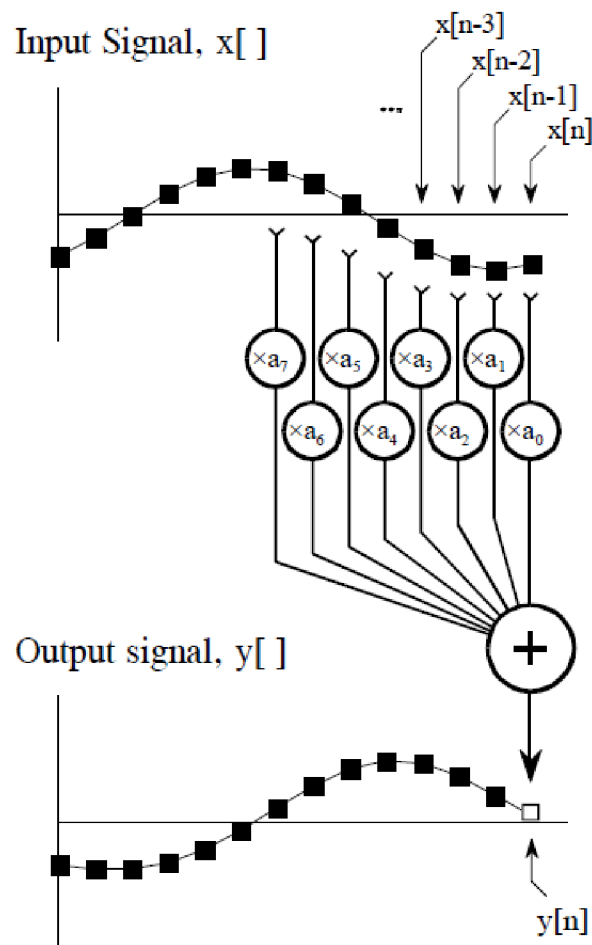 Input Signal, x[ ]
x[n-3]
x[n-2]
x[n-1]
x[n]
...
×a₇
×a₅
×a₃
×a₁
×a₆
×a₄
×a₂
×a₀
+
Output signal, y[ ]
y[n]